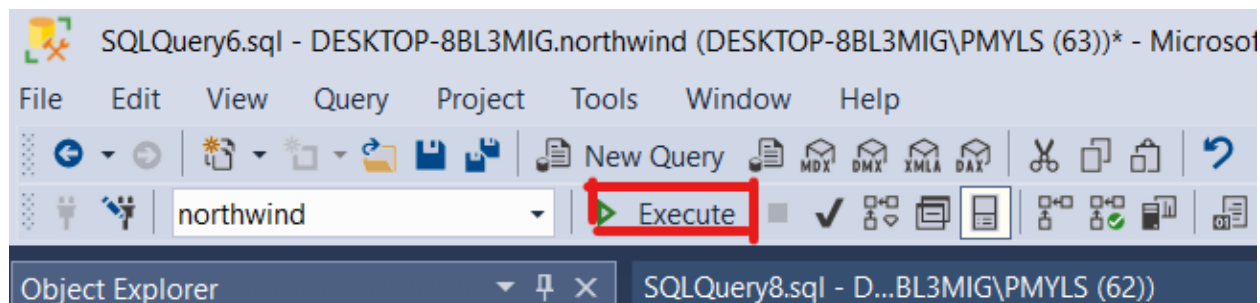 SQLQuery6.sql - DESKTOP-8BL3MIG.northwind (DESKTOP-8BL3MIG\PMYLS (63))* - Microsof
File Edit View Query Project Tools Window Help
New Query MDX DMX XMLA DAX
northwind Execute
Object Explorer SQLQuery8.sql - D...BL3MIG\PMYLS (62))